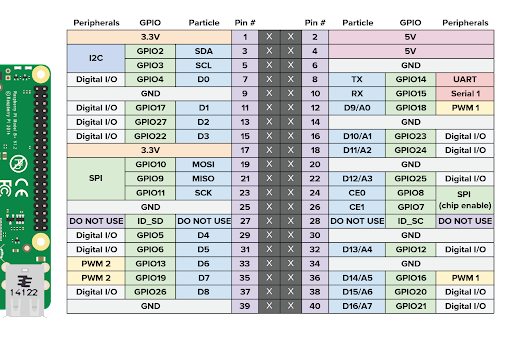 Peripherals GPIO Particle Pin # Pin # Particle GPIO Peripherals
3.3V 1 X X 2 5V
I2C GPIO2 SDA 3 X X 4 5V
GPIO3 SCL 5 X X 6 GND
Digital I/O GPIO4 D0 7 X X 8 TX GPIO14 UART
GND 9 X X 10 RX GPIO15 Serial 1
Digital I/O GPIO17 D1 11 X X 12 D9/A0 GPIO18 PWM 1
Digital I/O GPIO27 D2 13 X X 14 GND
Digital I/O GPIO22 D3 15 X X 16 D10/A1 GPIO23 Digital I/O
3.3V 17 X X 18 D11/A2 GPIO24 Digital I/O
SPI GPIO10 MOSI 19 X X 20 GND
GPIO9 MISO 21 X X 22 D12/A3 GPIO25 Digital I/O
GPIO11 SCK 23 X X 24 CE0 GPIO8 SPI
GND 25 X X 26 CE1 GPIO7 (chip enable)
DO NOT USE ID_SD DO NOT USE 27 X X 28 DO NOT USE ID_SC DO NOT USE
Digital I/O GPIO5 D4 29 X X 30 GND
Digital I/O GPIO6 D5 31 X X 32 D13/A4 GPIO12 Digital I/O
PWM 2 GPIO13 D6 33 X X 34 GND
PWM 2 GPIO19 D7 35 X X 36 D14/A5 GPIO16 PWM 1
Digital I/O GPIO26 D8 37 X X 38 D15/A6 GPIO20 Digital I/O
GND 39 X X 40 D16/A7 GPIO21 Digital I/O
FC CE
14122